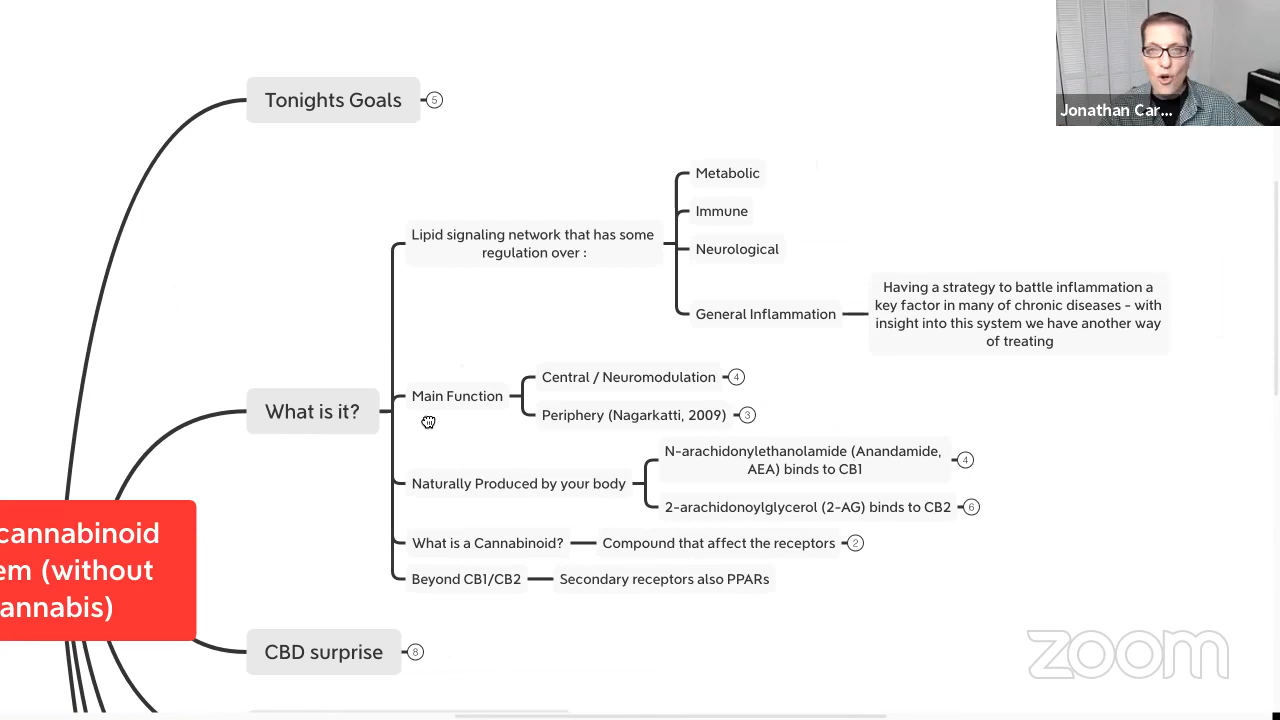 Tonights Goals
5
Jonathan Car...
Metabolic
Immune
Lipid signaling network that has some
regulation over :
Neurological
General Inflammation
Having a strategy to battle inflammation a
key factor in many of chronic diseases - with
insight into this system we have another way
of treating
What is it?
Main Function
Central / Neuromodulation
4
Periphery (Nagarkatti, 2009)
3
Naturally Produced by your body
N-arachidonylethanolamide (Anandamide,
AEA) binds to CB1
4
2-arachidonoylglycerol (2-AG) binds to CB2
6
What is a Cannabinoid?
Compound that affect the receptors
2
Beyond CB1/CB2
Secondary receptors also PPARs
cannabinoid
em (without
annabis)
CBD surprise
8
zoom